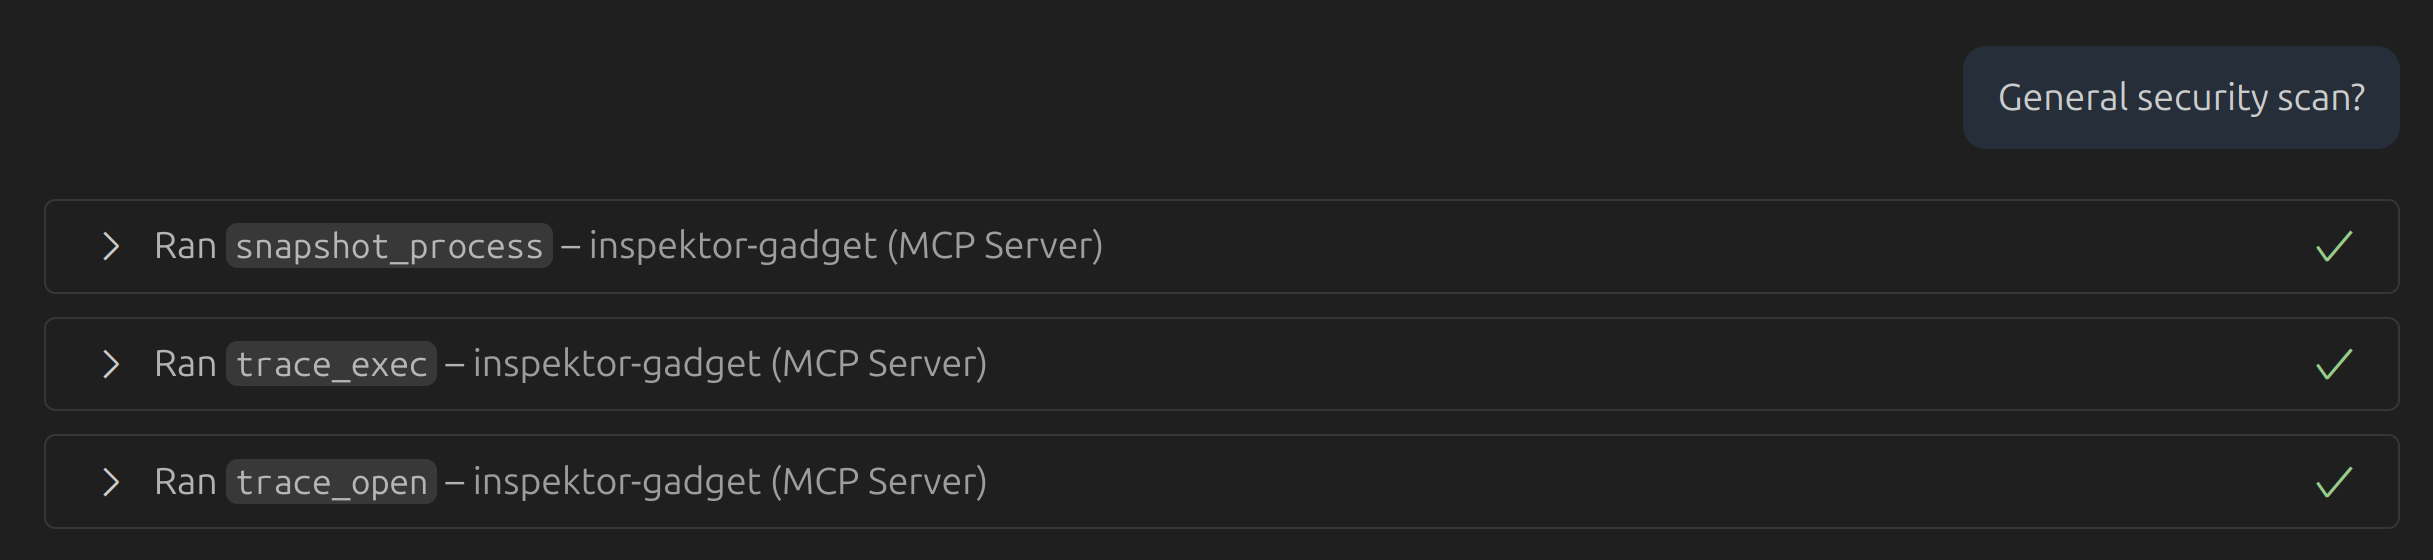 General security scan?
Ran snapshot_process – inspektor-gadget (MCP Server)
Ran trace_exec – inspektor-gadget (MCP Server)
Ran trace_open – inspektor-gadget (MCP Server)